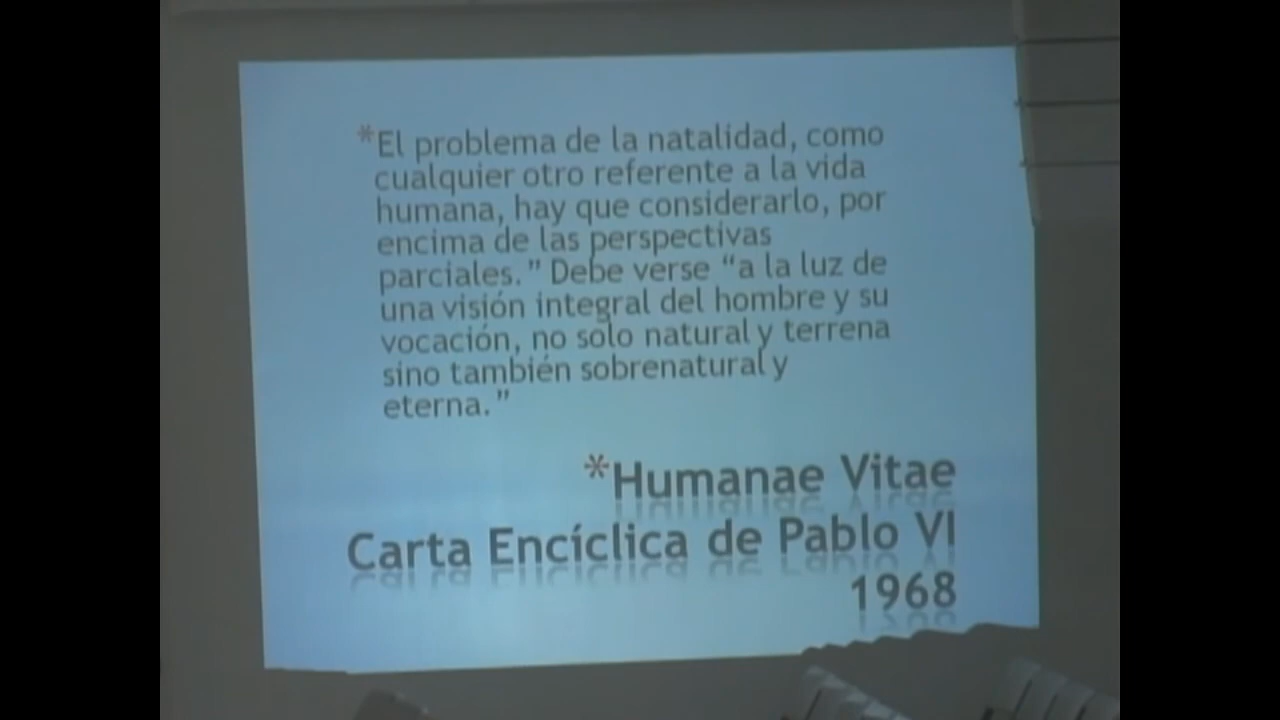 *El problema de la natalidad, como
cualquier otro referente a la vida
humana, hay que considerarlo, por
encima de las perspectivas
parciales.” Debe verse “a la luz de
una visión integral del hombre y su
vocación, no solo natural y terrena
sino también sobrenatural y
eterna.”
*Humanae Vitae
Carta Encíclica de Pablo VI
1968